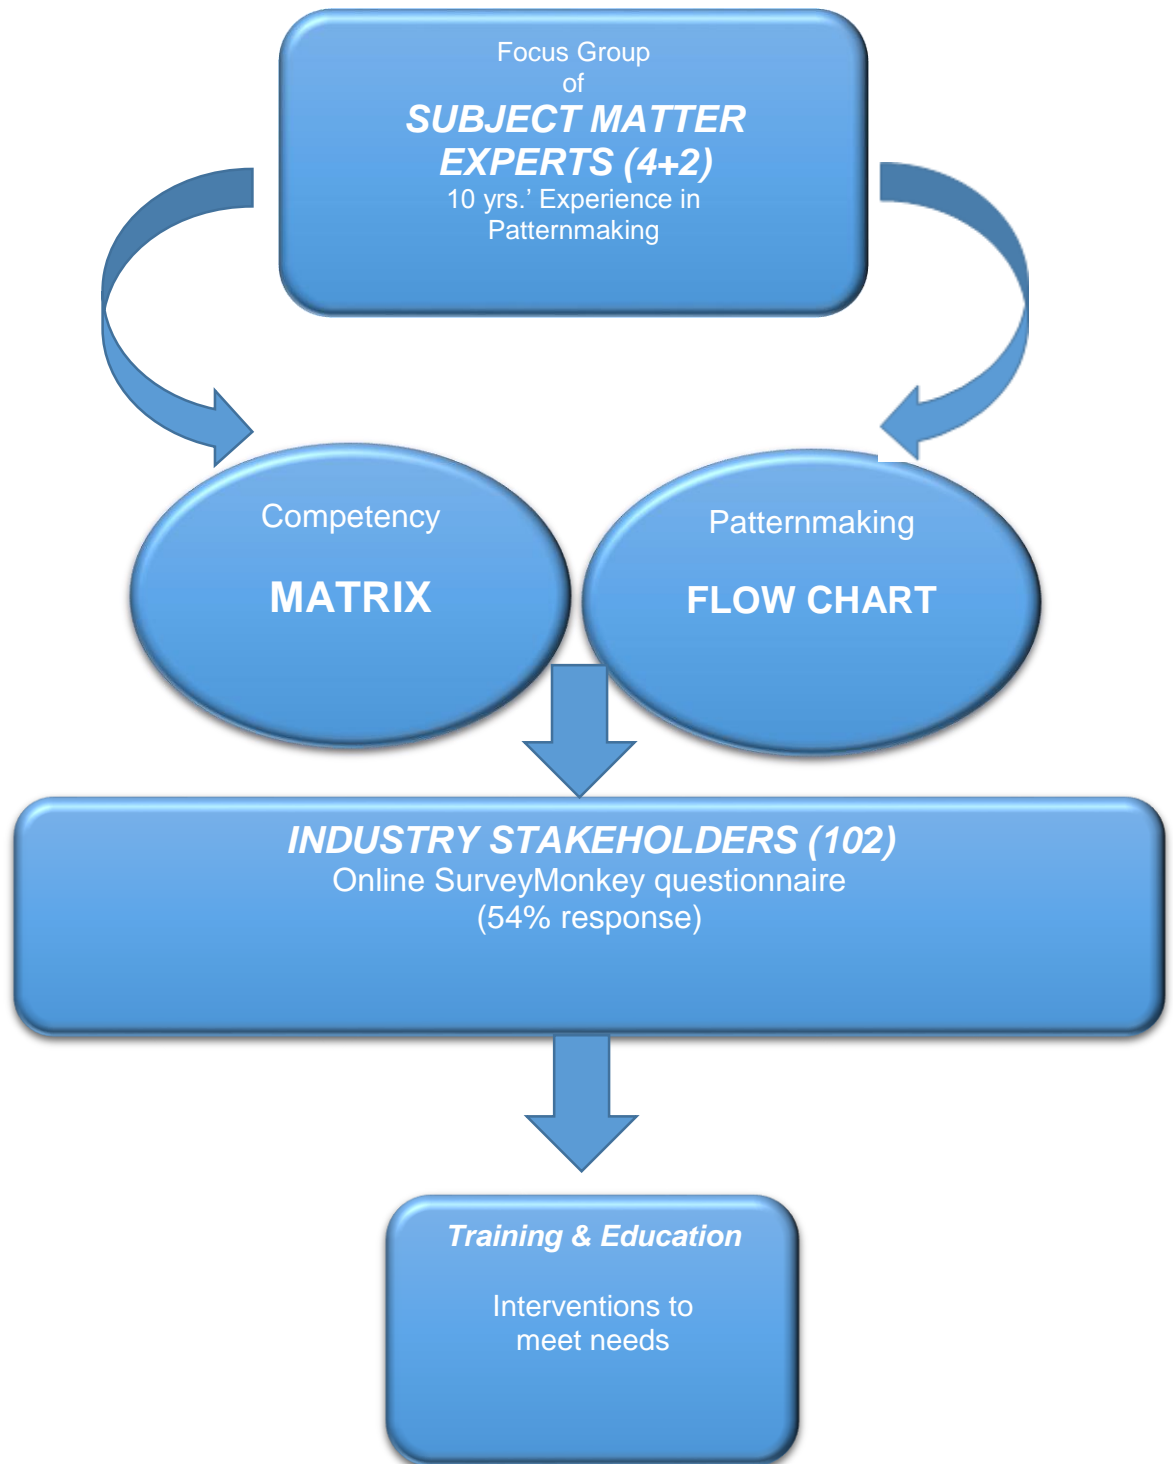 Focus Group
of
SUBJECT MATTER
EXPERTS (4+2)
10 yrs.’ Experience in
Patternmaking
Competency
MATRIX
Patternmaking
FLOW CHART
INDUSTRY STAKEHOLDERS (102)
Online SurveyMonkey questionnaire
(54% response)
Training & Education
Interventions to
meet needs